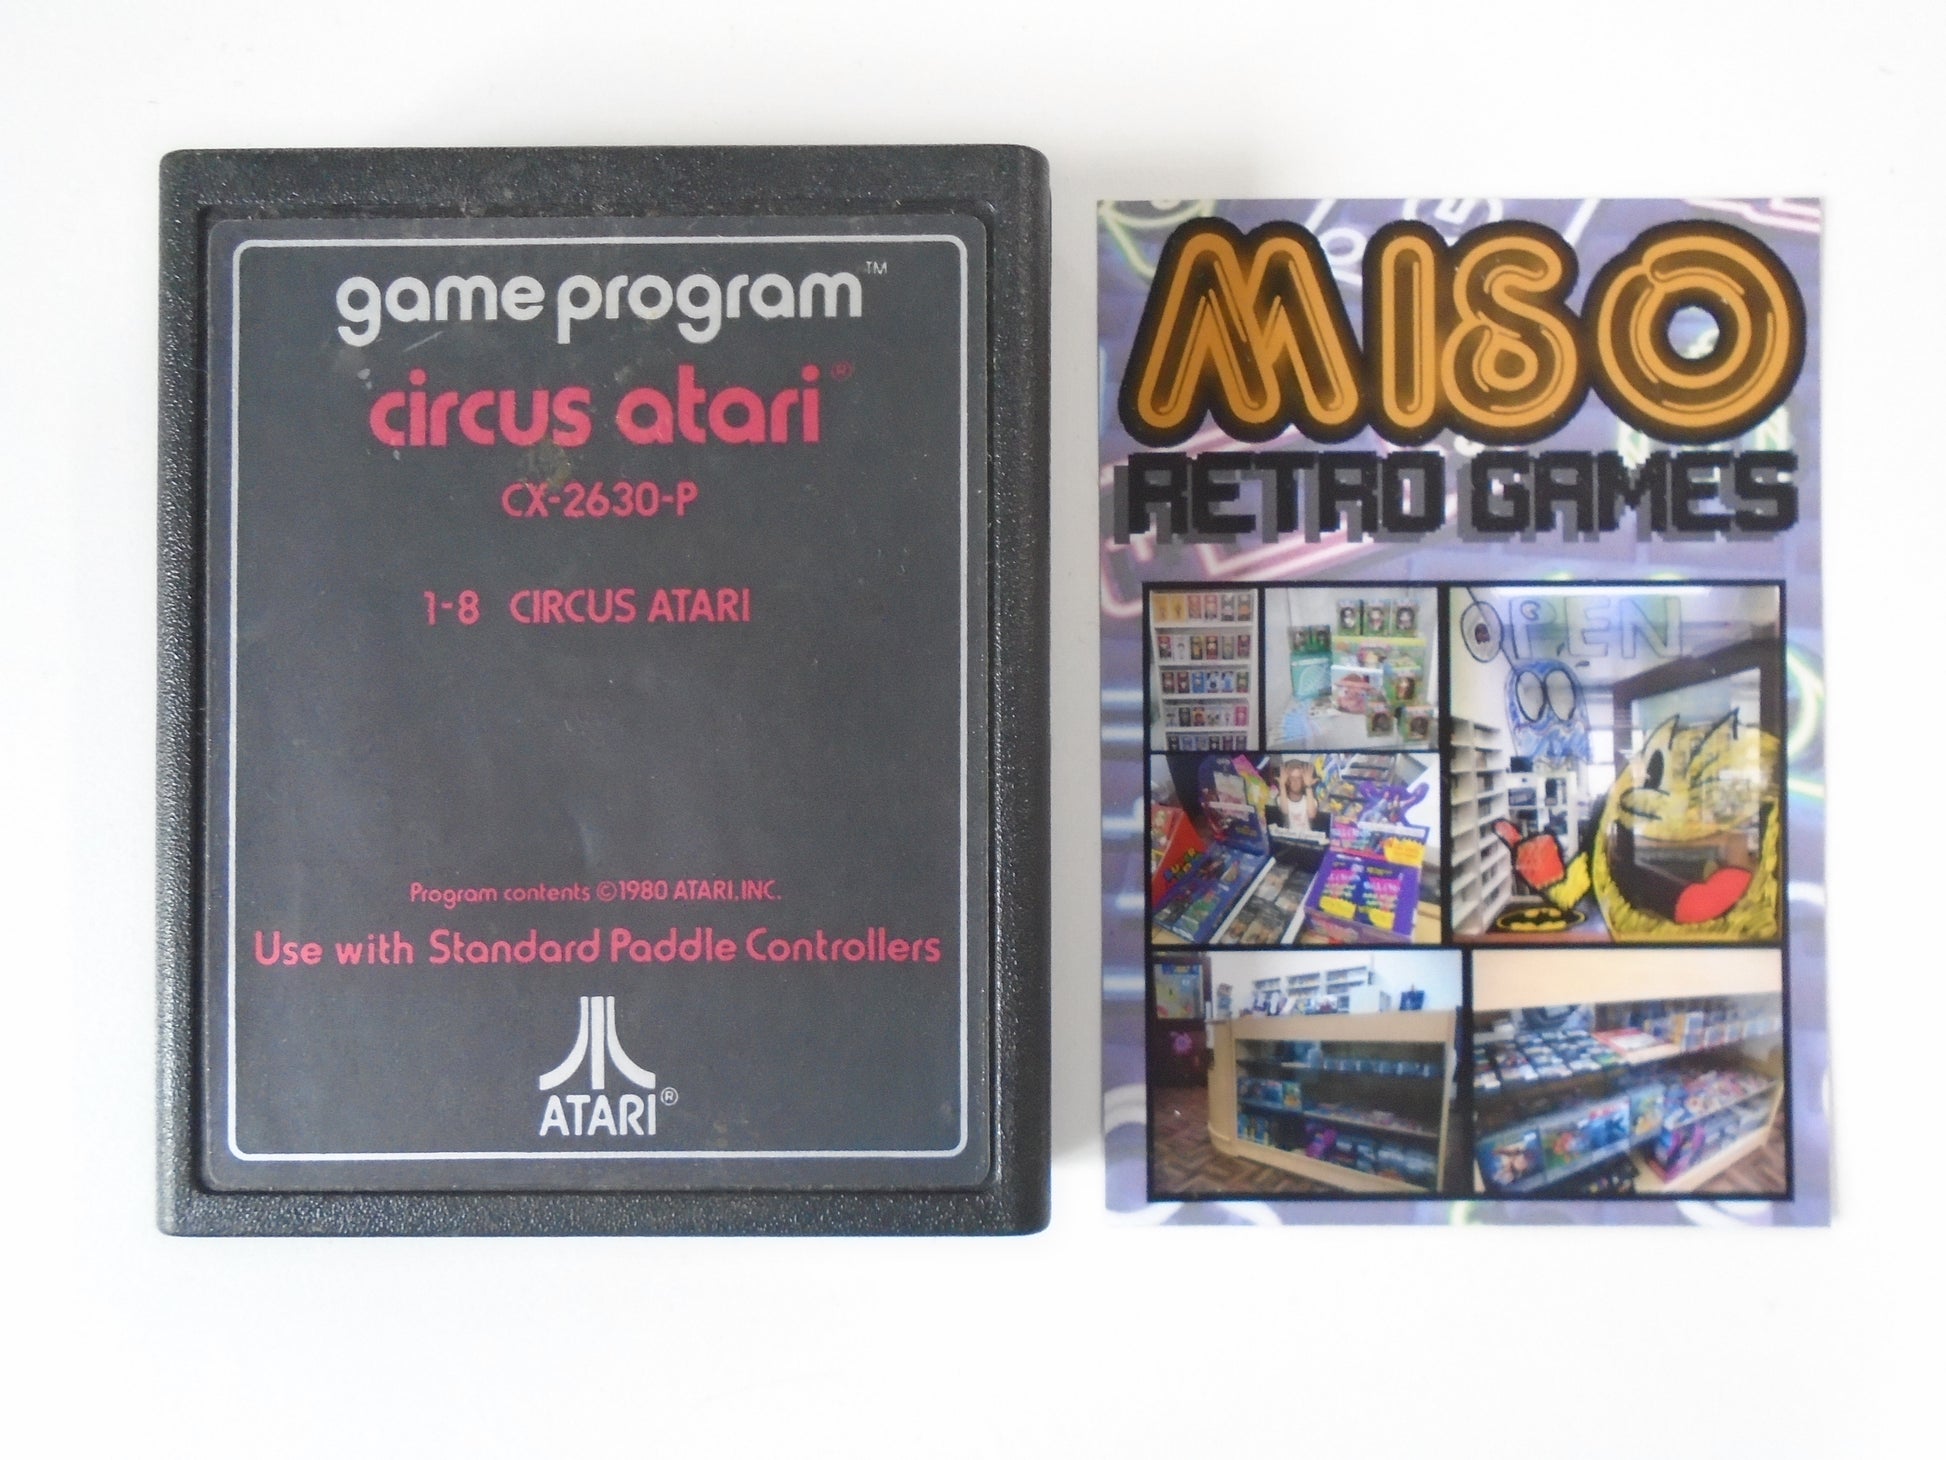 game program™
circus atari®
CX-2630-P
1-8 CIRCUS ATARI
Program contents ©1980 ATARI, INC.
Use with Standard Paddle Controllers
ATARI®
MISO
RETRO GAMES
OPEN